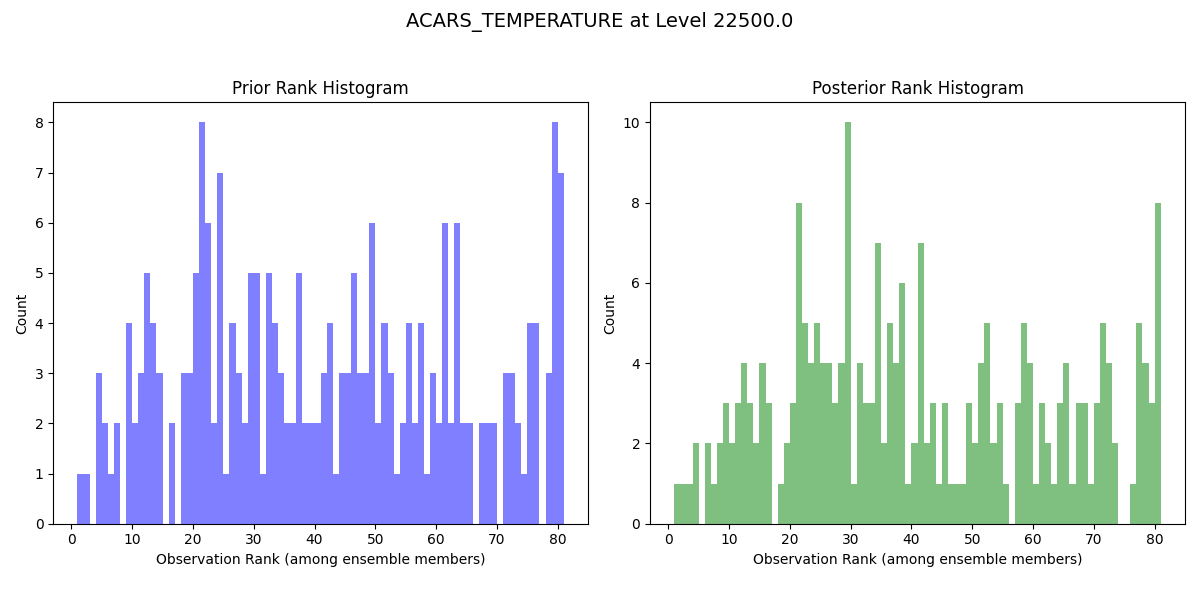 ACARS_TEMPERATURE at Level 22500.0
Prior Rank Histogram
Count
8
7
6
5
4
3
2
1
0
0 10 20 30 40 50 60 70 80
Observation Rank (among ensemble members)
Posterior Rank Histogram
Count
10
8
6
4
2
0
0 10 20 30 40 50 60 70 80
Observation Rank (among ensemble members)